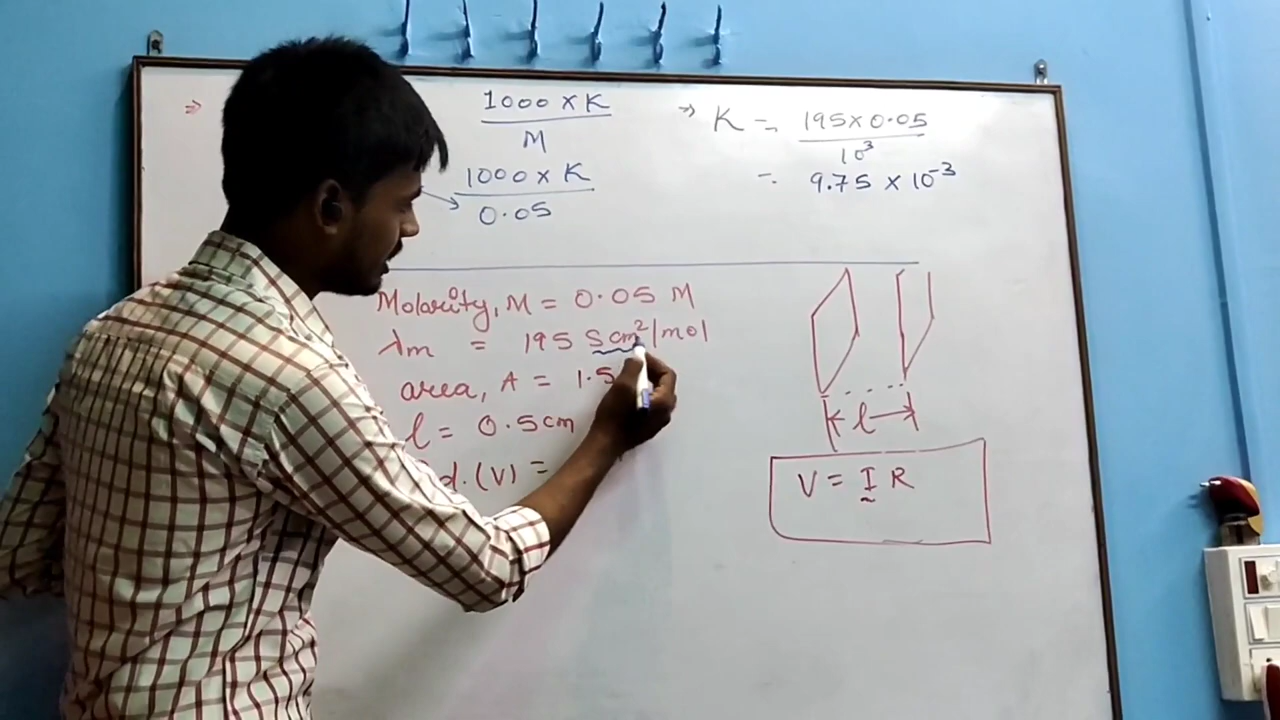 ⇒
1000 × K
M
1000 × K
0.05
⇒ K = 195 × 0.05
10³
= 9.75 × 10⁻³
Molarity, M = 0.05 M
λm = 195 S cm²/mol
area, A = 1.5
l = 0.5 cm
d. (V) =
l
V = I R